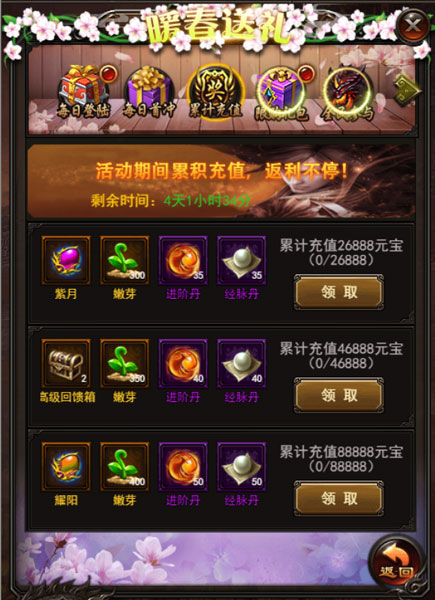 暖春送礼
每日登陆
每日首冲
累计充值
活动期间累积充值，返利不停！
剩余时间：4天1小时34分
累计充值26888元宝
(0/26888)
300
35
35
紫月
嫩芽
进阶丹
经脉丹
领 取
累计充值46888元宝
(0/46888)
2
350
40
40
高级回馈箱
嫩芽
进阶丹
经脉丹
领 取
累计充值88888元宝
(0/88888)
400
50
50
耀阳
嫩芽
进阶丹
经脉丹
领 取
返回